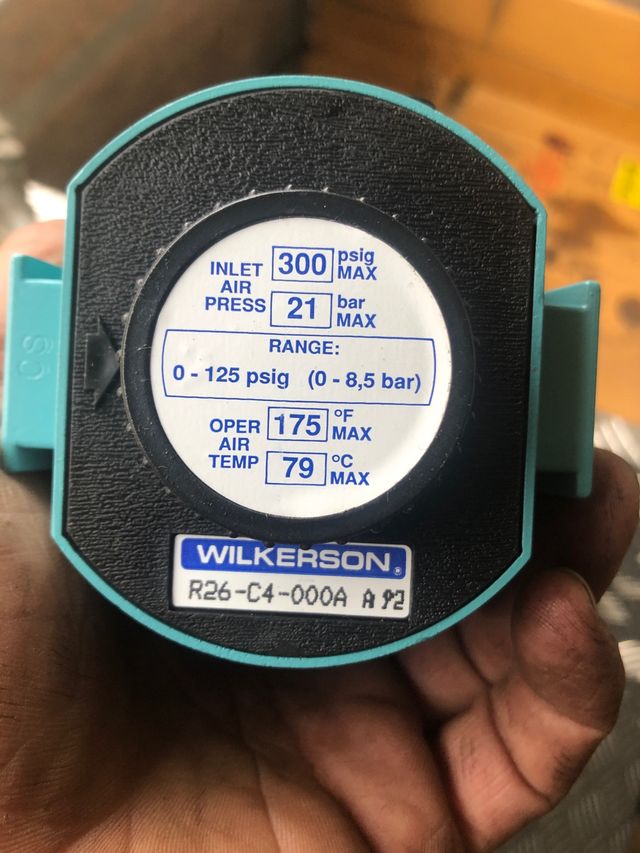 INLET AIR PRESS
300 psig MAX
21 bar MAX
RANGE:
0 - 125 psig (0 - 8,5 bar)
OPER AIR TEMP
175 °F MAX
79 °C MAX
WILKERSON®
R26-C4-000A